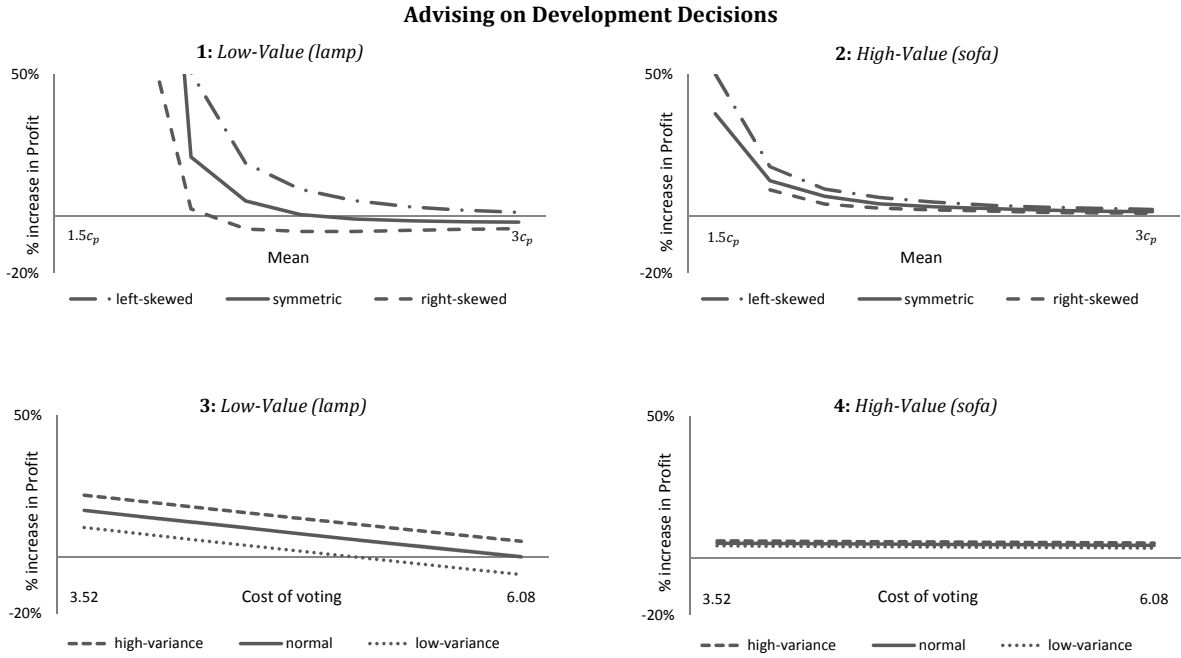 Advising on Development Decisions
1: Low-Value (lamp)
50%
% increase in Profit
-20%
1.5cₚ
3cₚ
Mean
left-skewed symmetric right-skewed
2: High-Value (sofa)
50%
% increase in Profit
-20%
1.5cₚ
3cₚ
Mean
left-skewed symmetric right-skewed
3: Low-Value (lamp)
50%
% increase in Profit
-20%
3.52
Cost of voting
6.08
high-variance normal low-variance
4: High-Value (sofa)
50%
% increase in Profit
-20%
3.52
Cost of voting
6.08
high-variance normal low-variance